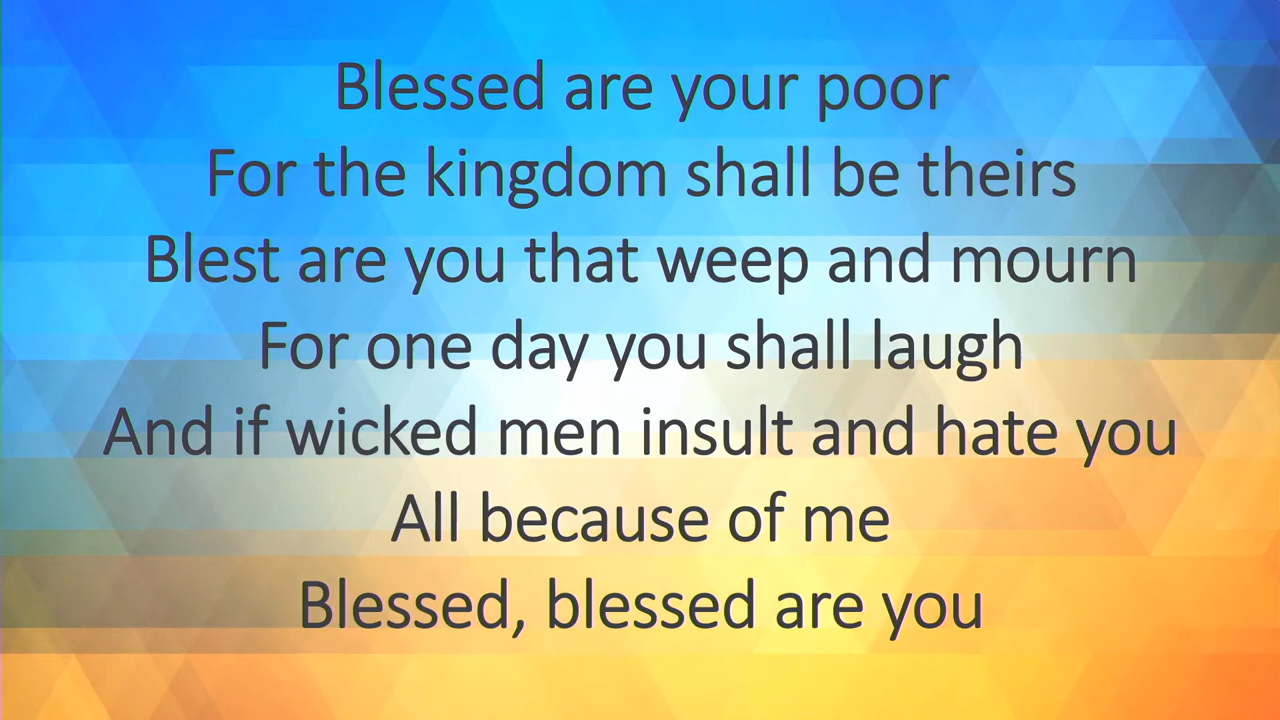 Blessed are your poor
For the kingdom shall be theirs
Blest are you that weep and mourn
For one day you shall laugh
And if wicked men insult and hate you
All because of me
Blessed, blessed are you